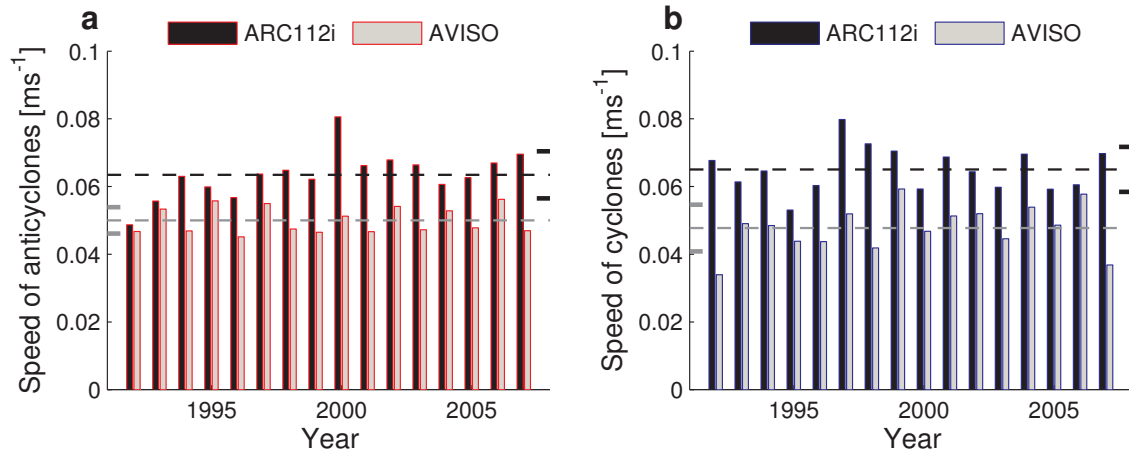 a
ARC112i AVISO
0.1
0.08
0.06
0.04
0.02
0
Speed of anticyclones [ms⁻¹]
1995 2000 2005
Year
b
ARC112i AVISO
0.1
0.08
0.06
0.04
0.02
0
Speed of cyclones [ms⁻¹]
1995 2000 2005
Year